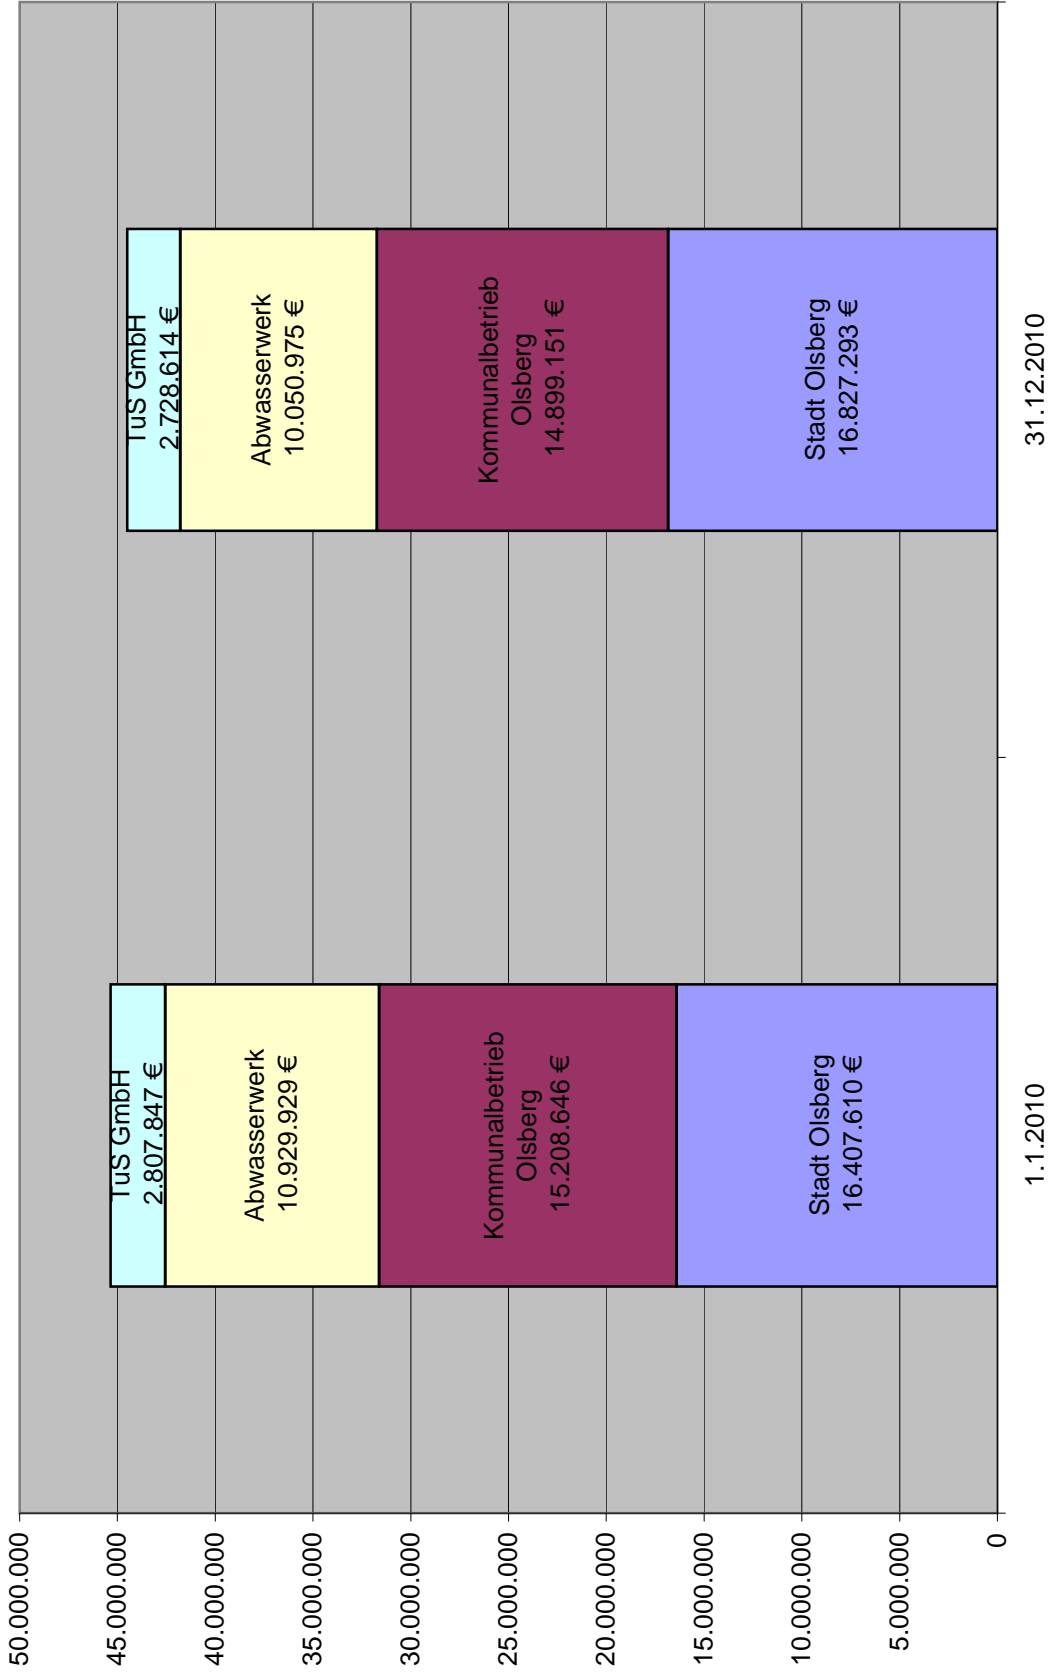 50.000.000
45.000.000
40.000.000
35.000.000
30.000.000
25.000.000
20.000.000
15.000.000
10.000.000
5.000.000
0
TuS GmbH
2.807.847 €
Abwasserwerk
10.929.929 €
Kommunalbetrieb
Olsberg
15.208.646 €
Stadt Olsberg
16.407.610 €
1.1.2010
TuS GmbH
2.728.614 €
Abwasserwerk
10.050.975 €
Kommunalbetrieb
Olsberg
14.899.151 €
Stadt Olsberg
16.827.293 €
31.12.2010